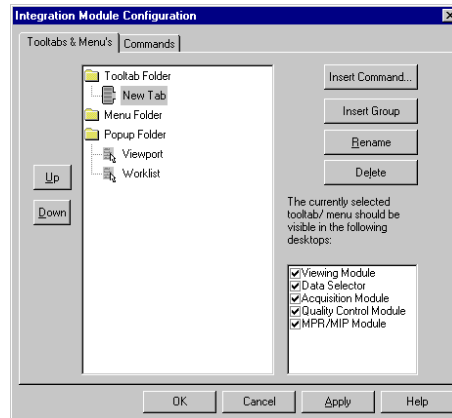 Integration Module Configuration
Tooltabs & Menu's
Commands
Tooltab Folder
New Tab
Menu Folder
Popup Folder
Viewport
Worklist
Up
Down
Insert Command...
Insert Group
Rename
Delete
The currently selected
tooltab/ menu should be
visible in the following
desktops:
Viewing Module
Data Selector
Acquisition Module
Quality Control Module
MPR/MIP Module
OK
Cancel
Apply
Help